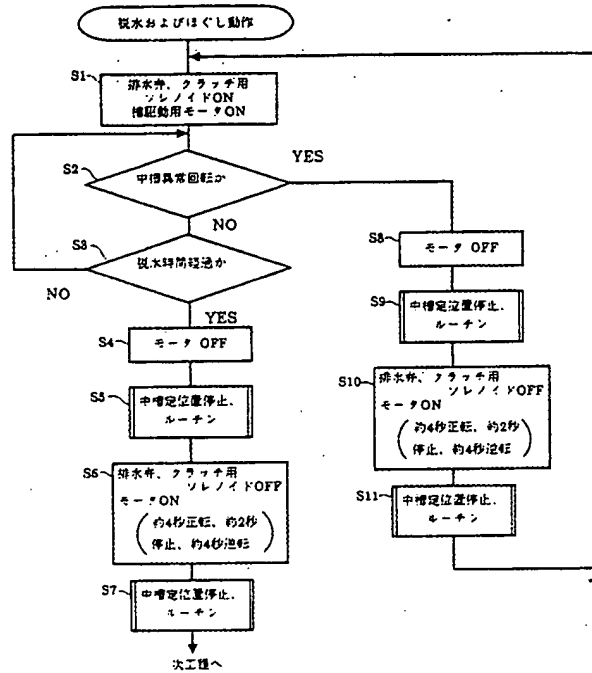 脱水およびほぐし動作
S1
排水弁、クラッチ用
ソレノイドON
槽駆動用モータON
S2
中槽異常回転か
YES
NO
S3
脱水時間経過か
NO
YES
S4
モータ OFF
S5
中槽定位置停止、
ルーチン
S6
排水弁、クラッチ用
ソレノイドOFF
モータON
(約4秒正転、約2秒
停止、約4秒逆転)
S7
中槽定位置停止、
ルーチン
次工程へ
S8
モータ OFF
S9
中槽定位置停止、
ルーチン
S10
排水弁、クラッチ用
ソレノイドOFF
モータON
(約4秒正転、約2秒
停止、約4秒逆転)
S11
中槽定位置停止、
ルーチン